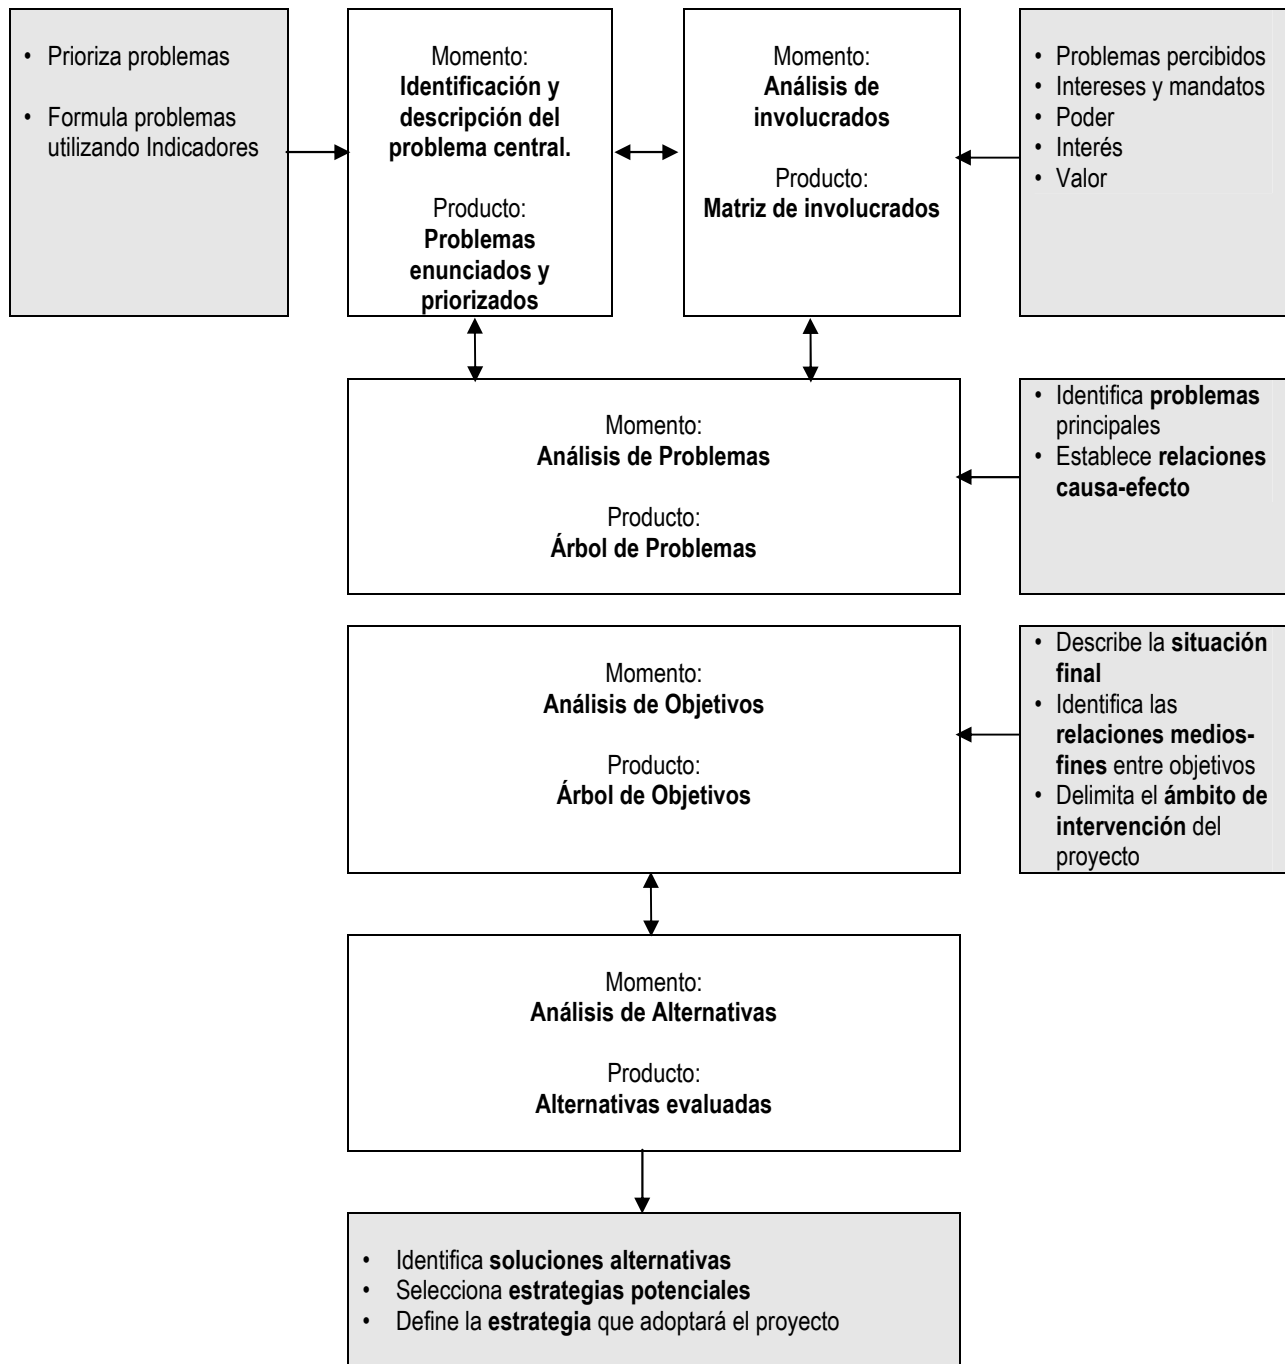 • Prioriza problemas
• Formula problemas
utilizando Indicadores
Momento:
Identificación y
descripción del
problema central.
Producto:
Problemas
enunciados y
priorizados
Momento:
Análisis de
involucrados
Producto:
Matriz de involucrados
• Problemas percibidos
• Intereses y mandatos
• Poder
• Interés
• Valor
Momento:
Análisis de Problemas
Producto:
Árbol de Problemas
• Identifica problemas
principales
• Establece relaciones
causa-efecto
Momento:
Análisis de Objetivos
Producto:
Árbol de Objetivos
• Describe la situación
final
• Identifica las
relaciones medios-
fines entre objetivos
• Delimita el ámbito de
intervención del
proyecto
Momento:
Análisis de Alternativas
Producto:
Alternativas evaluadas
• Identifica soluciones alternativas
• Selecciona estrategias potenciales
• Define la estrategia que adoptará el proyecto